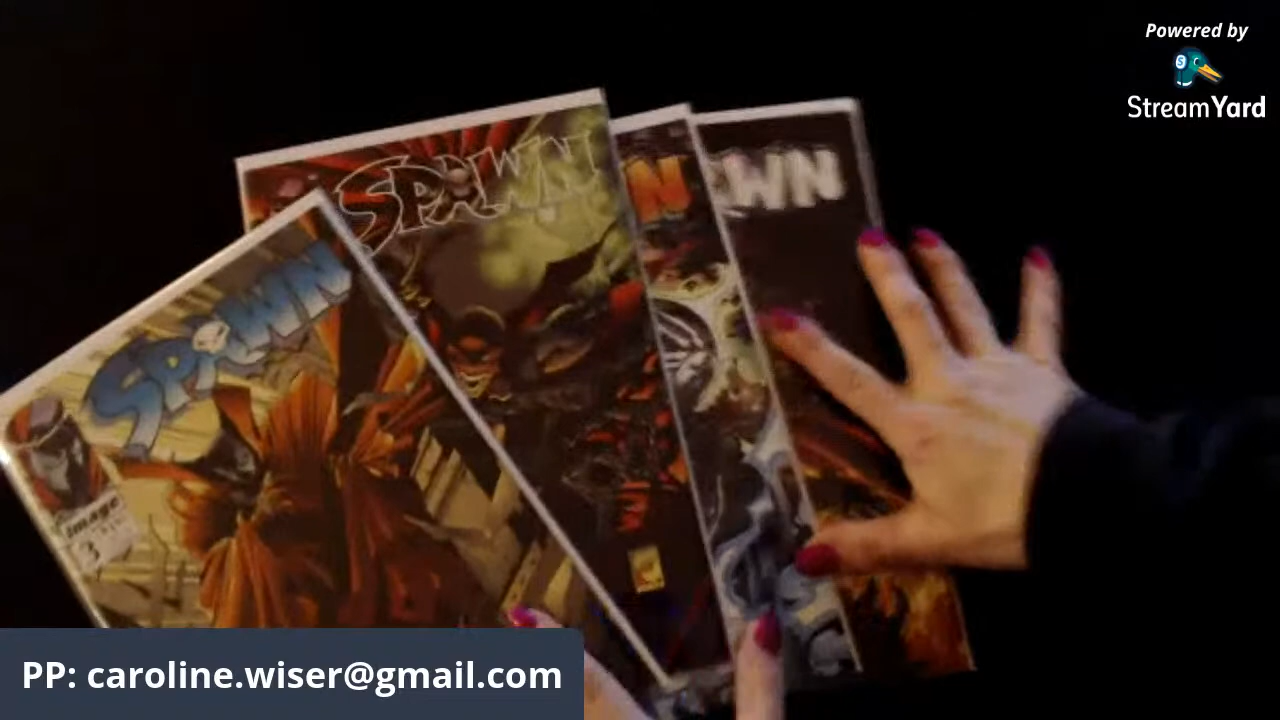 Powered by
StreamYard
SPAWN
N
WN
SPAWN
image
3
PP: caroline.wiser@gmail.com